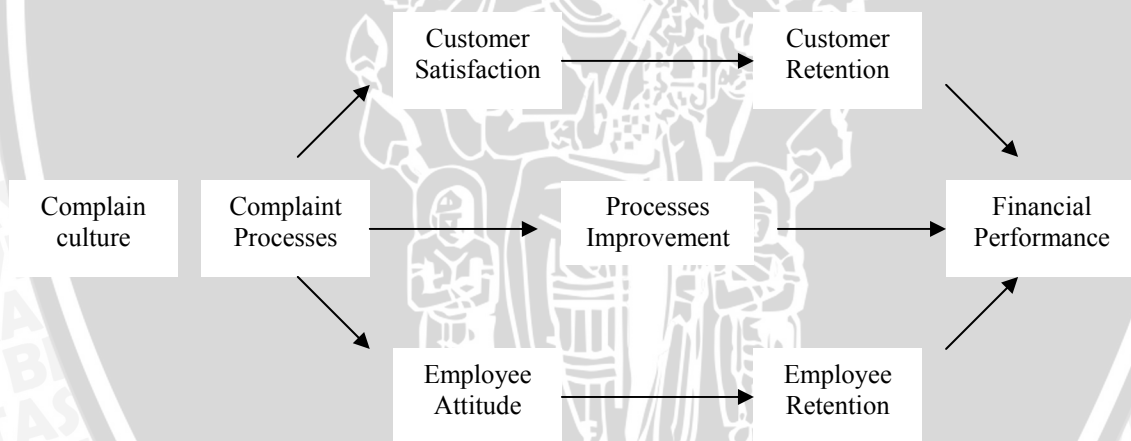 Customer
Satisfaction
Customer
Retention
Complain
culture
Complaint
Processes
Processes
Improvement
Financial
Performance
Employee
Attitude
Employee
Retention